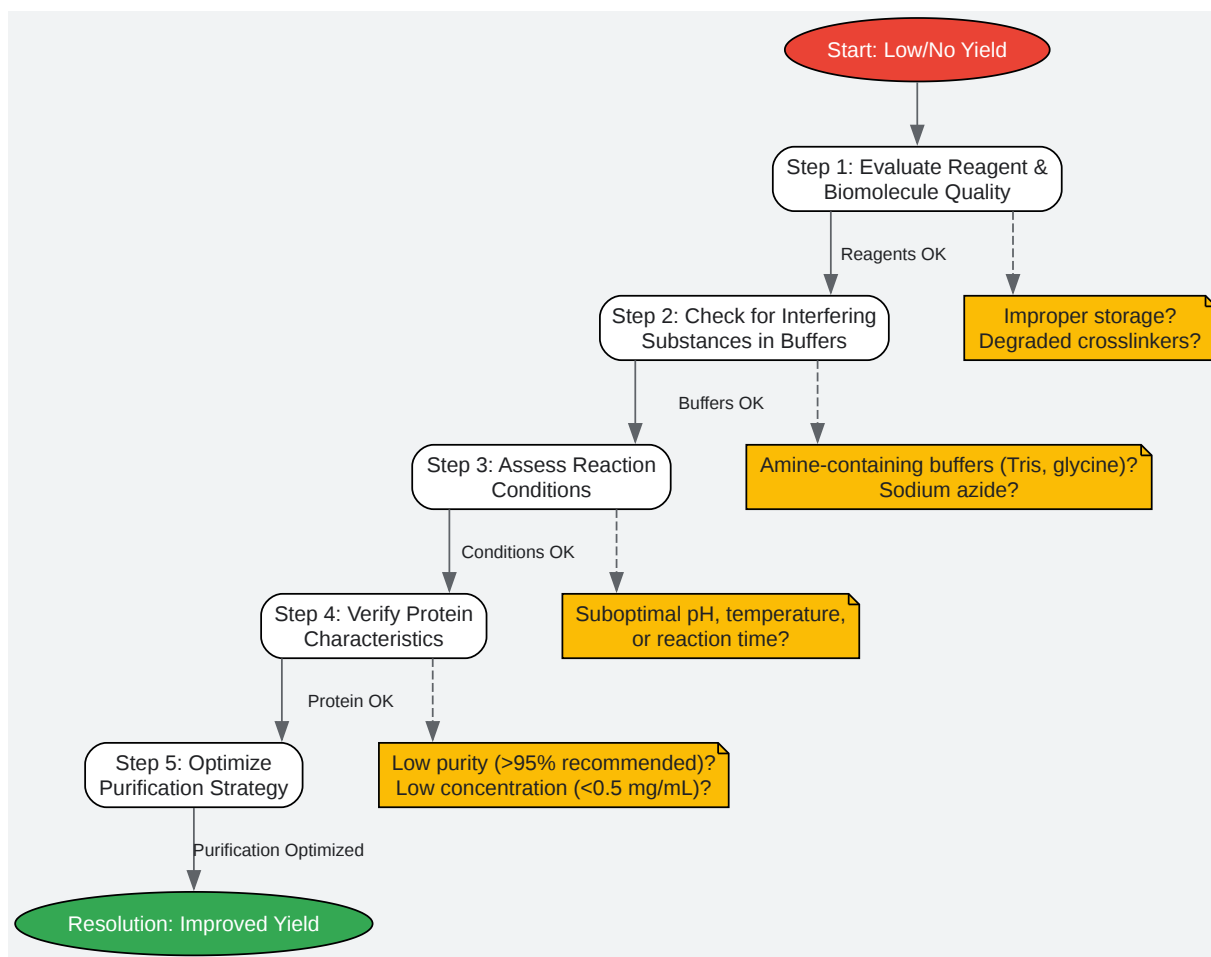 Start: Low/No Yield
Step 1: Evaluate Reagent &
Biomolecule Quality
Reagents OK
Step 2: Check for Interfering
Substances in Buffers
Improper storage?
Degraded crosslinkers?
Buffers OK
Step 3: Assess Reaction
Conditions
Amine-containing buffers (Tris, glycine)?
Sodium azide?
Conditions OK
Step 4: Verify Protein
Characteristics
Suboptimal pH, temperature,
or reaction time?
Protein OK
Step 5: Optimize
Purification Strategy
Low purity (>95% recommended)?
Low concentration (<0.5 mg/mL)?
Purification Optimized
Resolution: Improved Yield